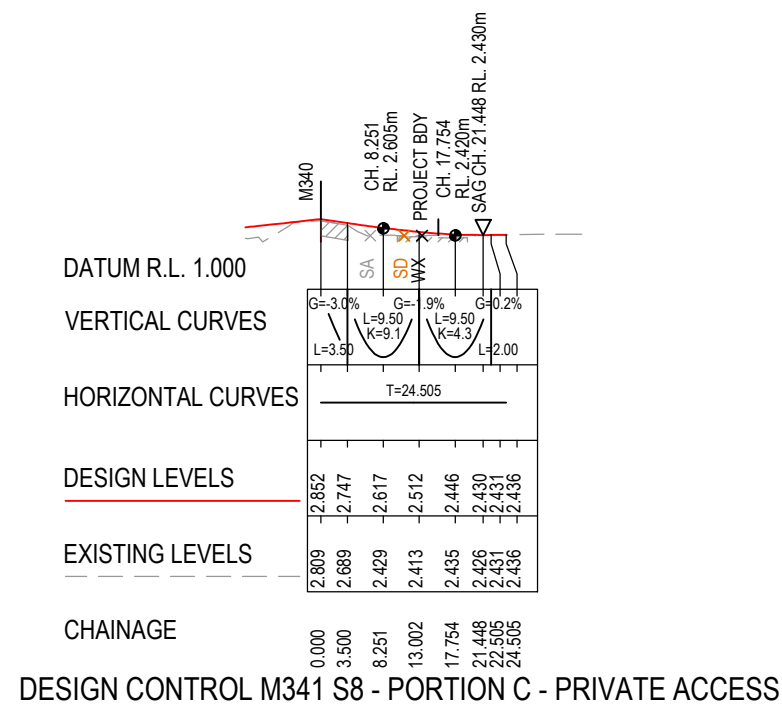 M340
CH. 8.251
RL. 2.605m
PROJECT BDY
CH. 17.754
RL. 2.420m
SAG CH. 21.448 RL. 2.430m
SA
SD
WX
DATUM R.L. 1.000
VERTICAL CURVES
G=-3.0% G=-1.9% G=0.2%
L=9.50 L=9.50
K=9.1 K=4.3
L=3.50 L=2.00
HORIZONTAL CURVES
T=24.505
DESIGN LEVELS
2.852 2.747 2.617 2.512 2.446 2.430 2.431 2.436
EXISTING LEVELS
2.809 2.689 2.429 2.413 2.435 2.426 2.431 2.436
CHAINAGE
0.000 3.500 8.251 13.002 17.754 21.448 22.505 24.505
DESIGN CONTROL M341 S8 - PORTION C - PRIVATE ACCESS